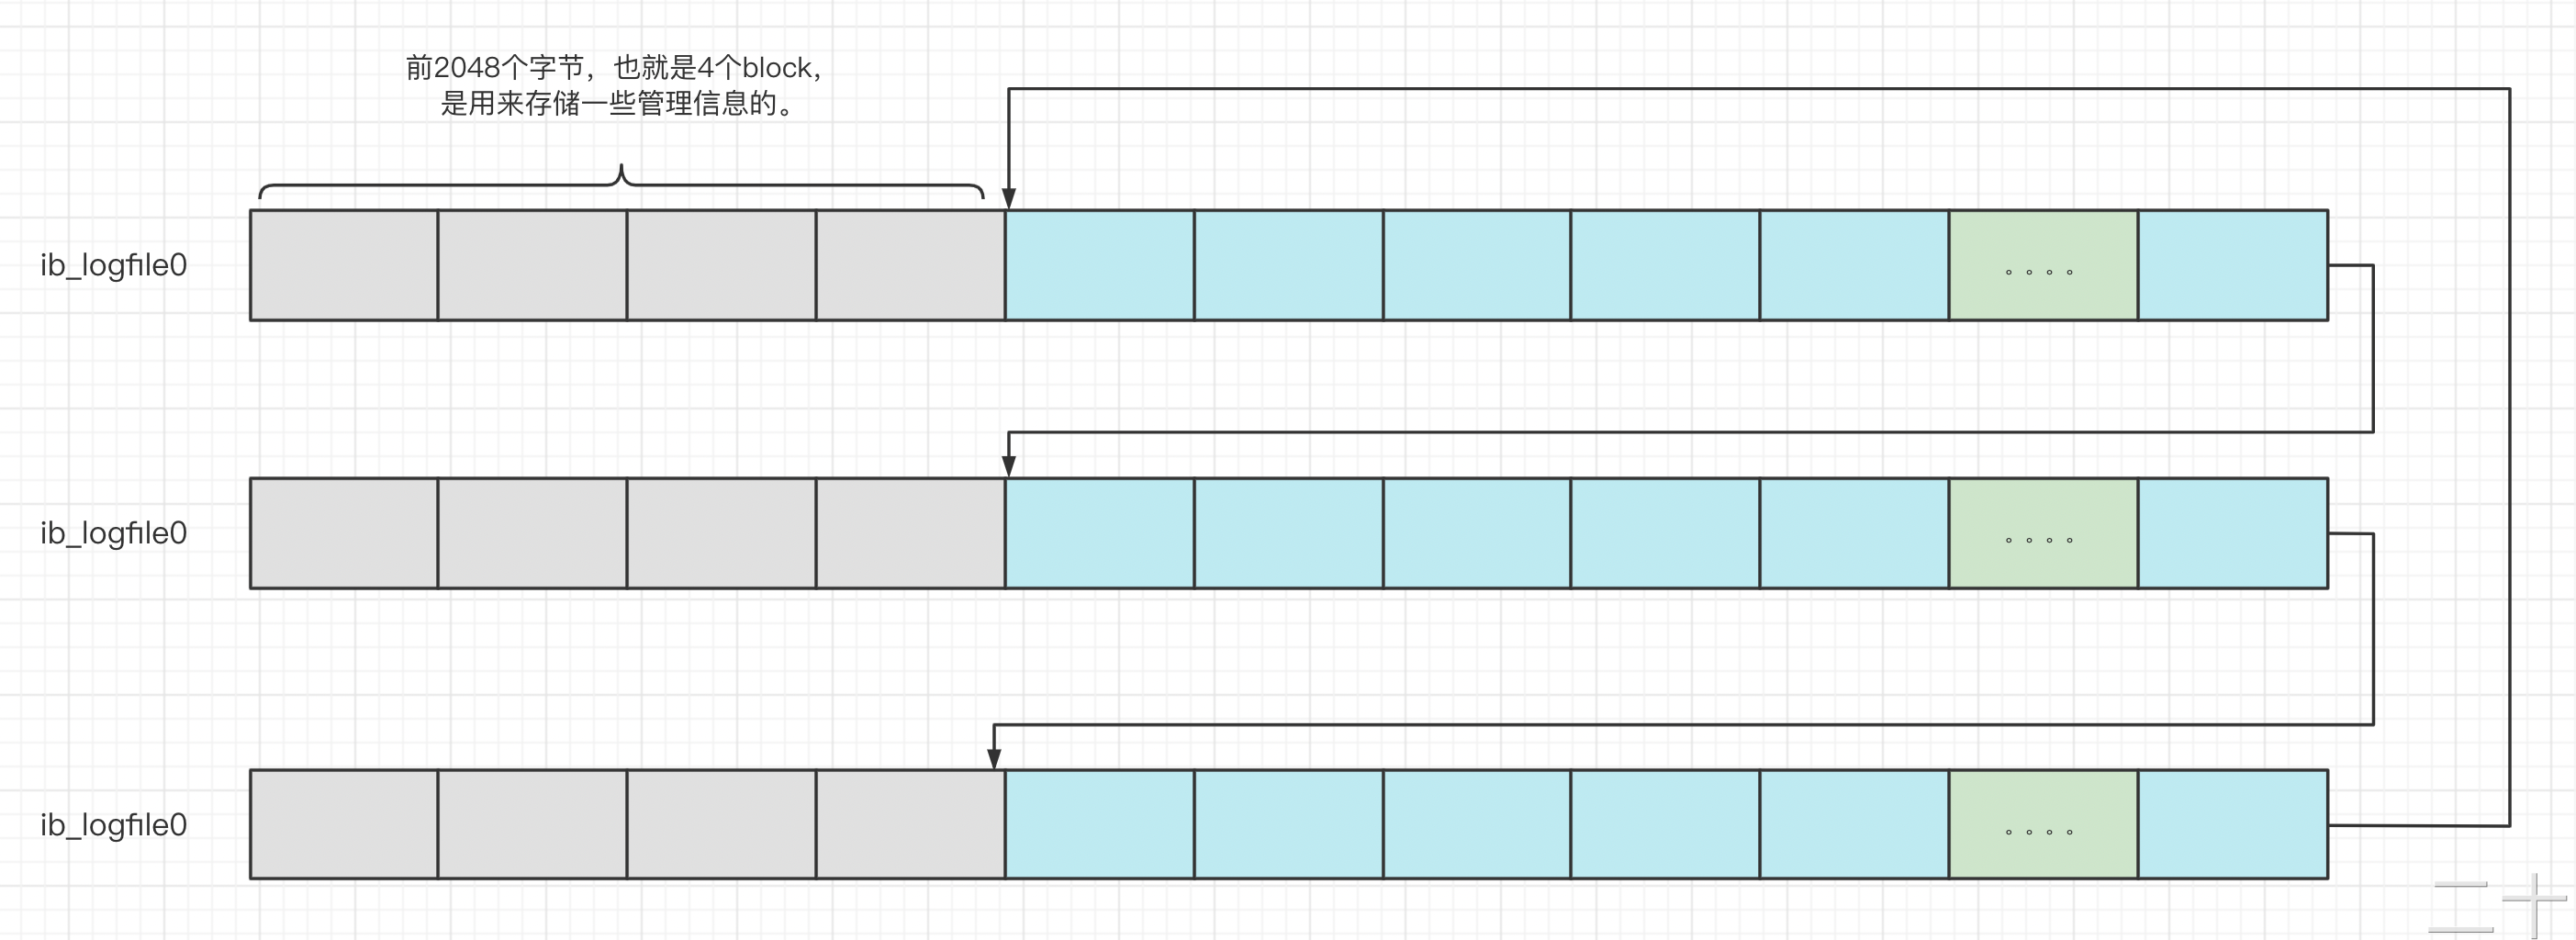 前2048个字节，也就是4个block，
是用来存储一些管理信息的。
ib_logfile0
。。。。
ib_logfile0
。。。。
ib_logfile0
。。。。
二十